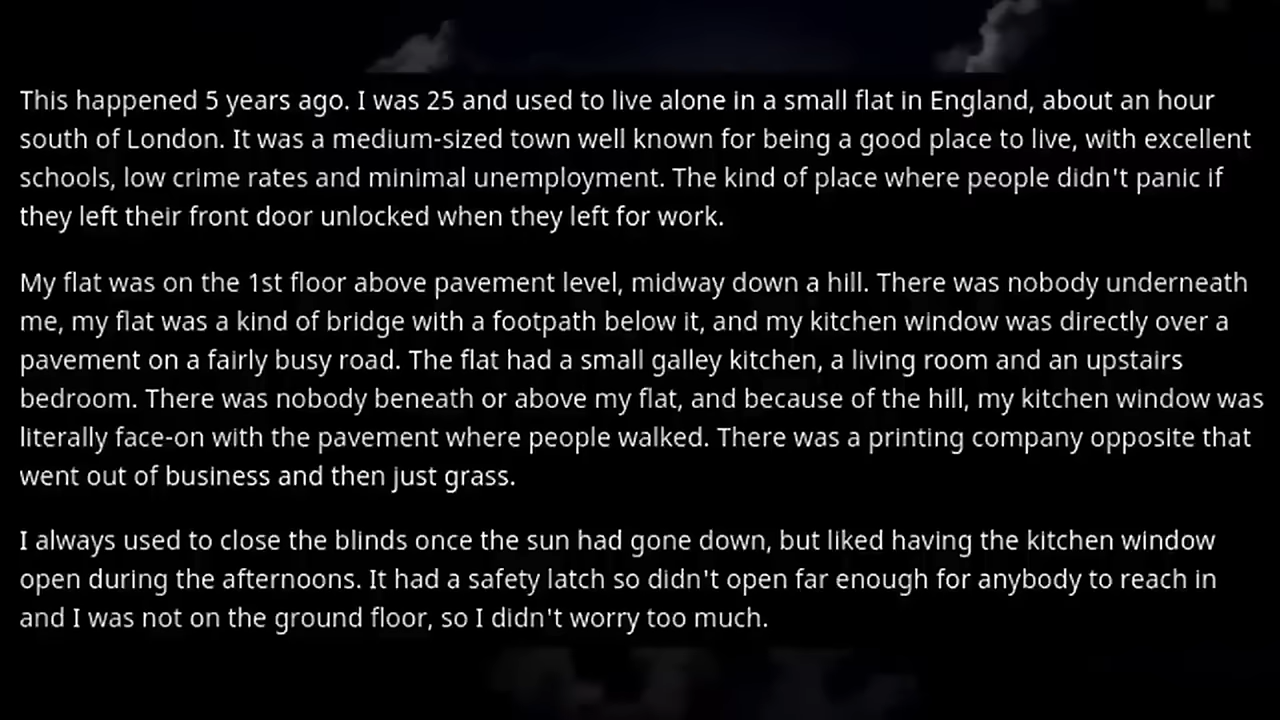 This happened 5 years ago. I was 25 and used to live alone in a small flat in England, about an hour
south of London. It was a medium-sized town well known for being a good place to live, with excellent
schools, low crime rates and minimal unemployment. The kind of place where people didn't panic if
they left their front door unlocked when they left for work.
My flat was on the 1st floor above pavement level, midway down a hill. There was nobody underneath
me, my flat was a kind of bridge with a footpath below it, and my kitchen window was directly over a
pavement on a fairly busy road. The flat had a small galley kitchen, a living room and an upstairs
bedroom. There was nobody beneath or above my flat, and because of the hill, my kitchen window was
literally face-on with the pavement where people walked. There was a printing company opposite that
went out of business and then just grass.
I always used to close the blinds once the sun had gone down, but liked having the kitchen window
open during the afternoons. It had a safety latch so didn't open far enough for anybody to reach in
and I was not on the ground floor, so I didn't worry too much.